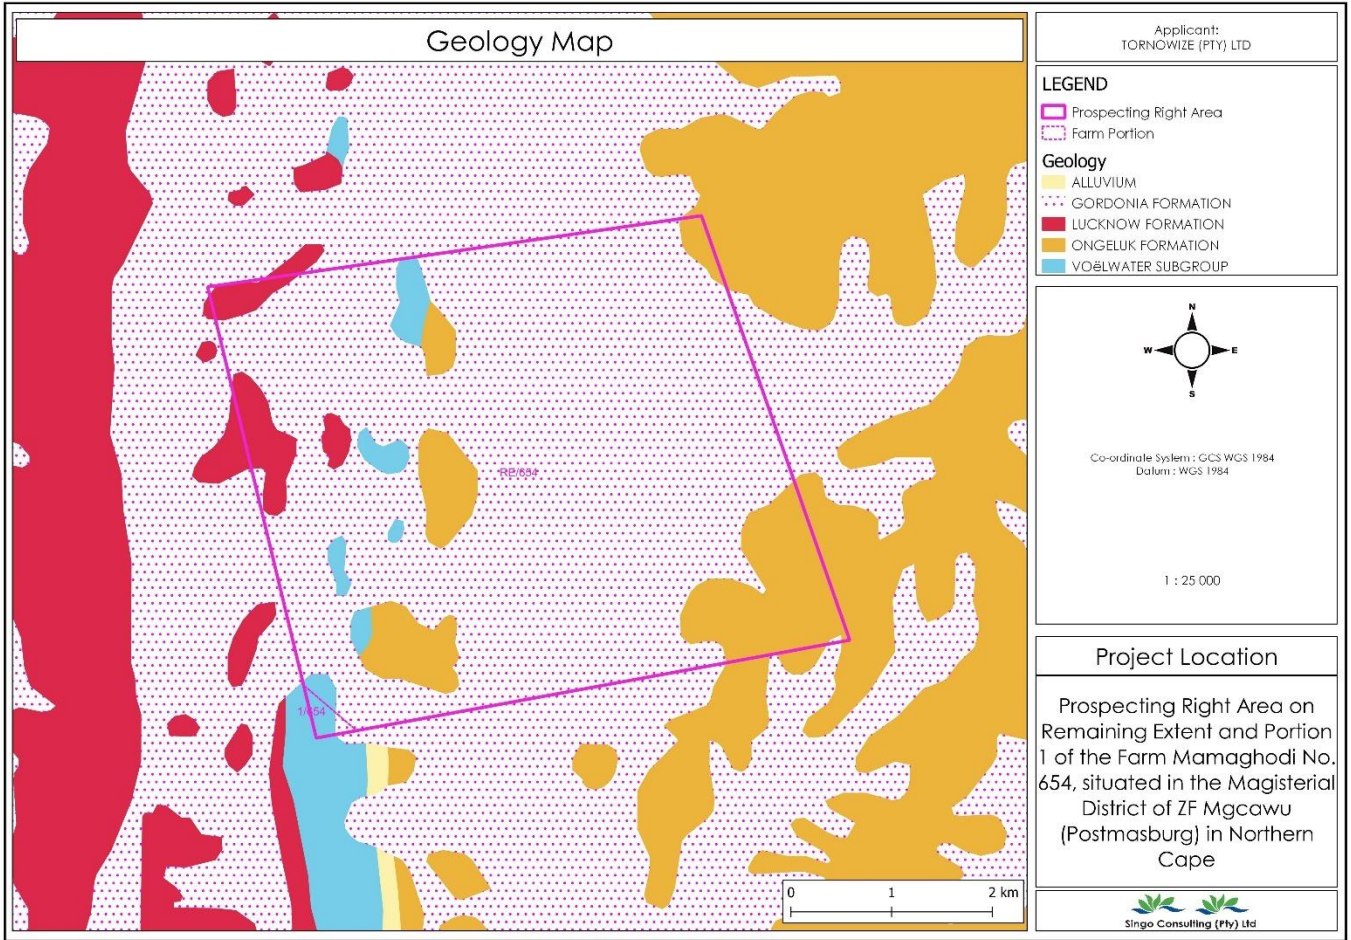 Geology Map
RE/654
1/654
0 1 2 km
Applicant:
TORNOWIZE (PTY) LTD
LEGEND
Prospecting Right Area
Farm Portion
Geology
ALLUVIUM
GORDONIA FORMATION
LUCKNOW FORMATION
ONGELUK FORMATION
VOëLWATER SUBGROUP
N
W E
S
Co-ordinate System : GCS WGS 1984
Datum : WGS 1984
1 : 25 000
Project Location
Prospecting Right Area on
Remaining Extent and Portion
1 of the Farm Mamaghodi No.
654, situated in the Magisterial
District of ZF Mgcawu
(Postmasburg) in Northern
Cape
Singo Consulting (Pty) Ltd